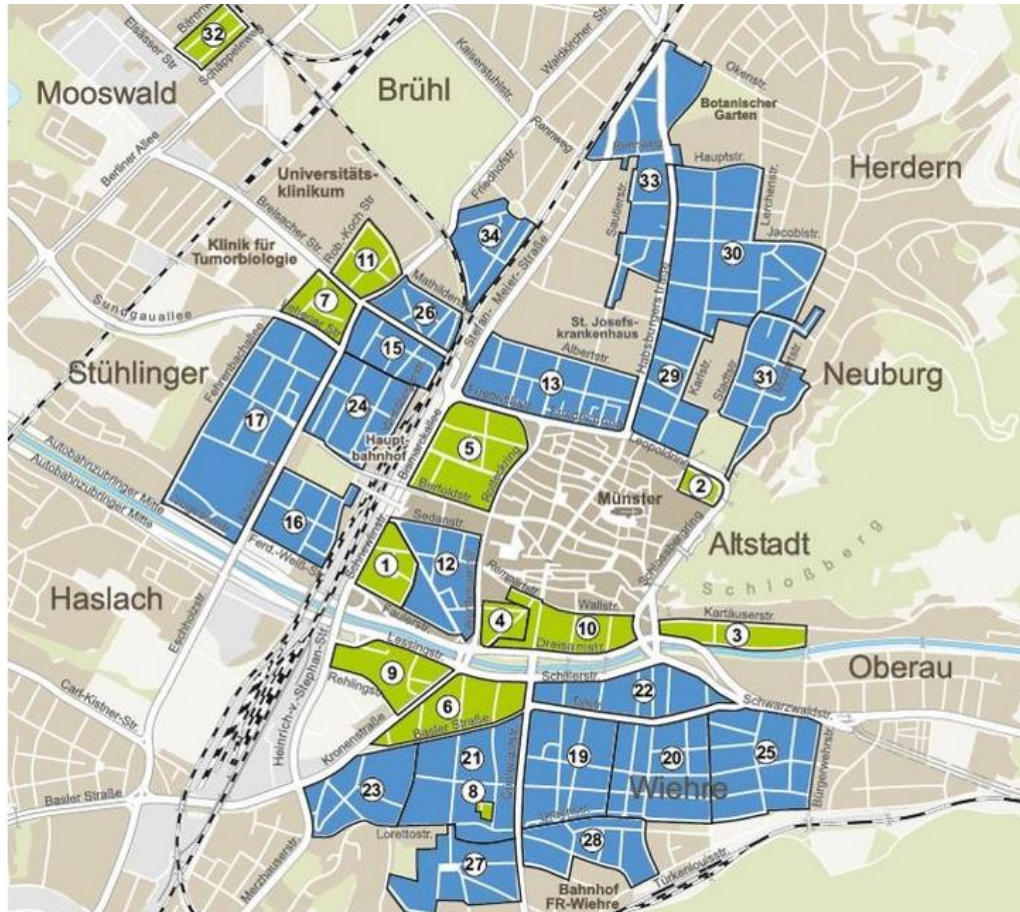 Bären
32
Elsässer Str
Schäppeleweg
Mooswald
Brühl
Kaiserstuhlstr.
Waldkircher Str.
Okenstr.
Botanischer
Garten
Berliner Allee
Rennweg
Rennweg
Hauptstr.
Herdern
Universitäts-
klinikum
Friedhofstr.
33
Lerchenstr.
Sautierstr.
Breisacher Str.
Rob.-Koch Str
34
30
Jacobistr.
Klinik für
Tumorbiologie
11
Stefan-Meier-Straße
7
Mathildenstr.
26
Sundgauallee
St. Josefs-
krankenhaus
Habsburgerstraße
Stühlinger
Fehrenbachallee
15
Albertstr.
29
Karlstr.
Stadtstr.
31
Neuburg
13
24
17
Haupt-
bahnhof
Bismarckallee
5
Rotteckring
Leopoldring
Autobahnzubringer Mitte
Autobahnzubringer Mitte
Bertoldstr.
2
Münster
16
Sedanstr.
Schnewlinstr.
Schlossbergring
Altstadt
Schloßberg
Ferd.-Weiß-Str.
1
12
Haslach
Eschholzstr.
Rempartstr.
Wallstr.
Kartäuserstr.
4
10
3
Faulerstr.
Dreisamstr.
Lessingstr.
Oberau
Schillerstr.
9
22
Rehlingstr.
Carl-Kistner-Str.
Heinrich-v.-Stephan-Str.
6
Schwarzwaldstr.
Kronenstraße
Basler Straße
21
19
20
25
Wiehre
Bürgerwehrstr.
8
23
Basler Straße
Lorettostr.
28
27
Merzhauserstr.
Türkenlouisstr.
Bahnhof
FR-Wiehre